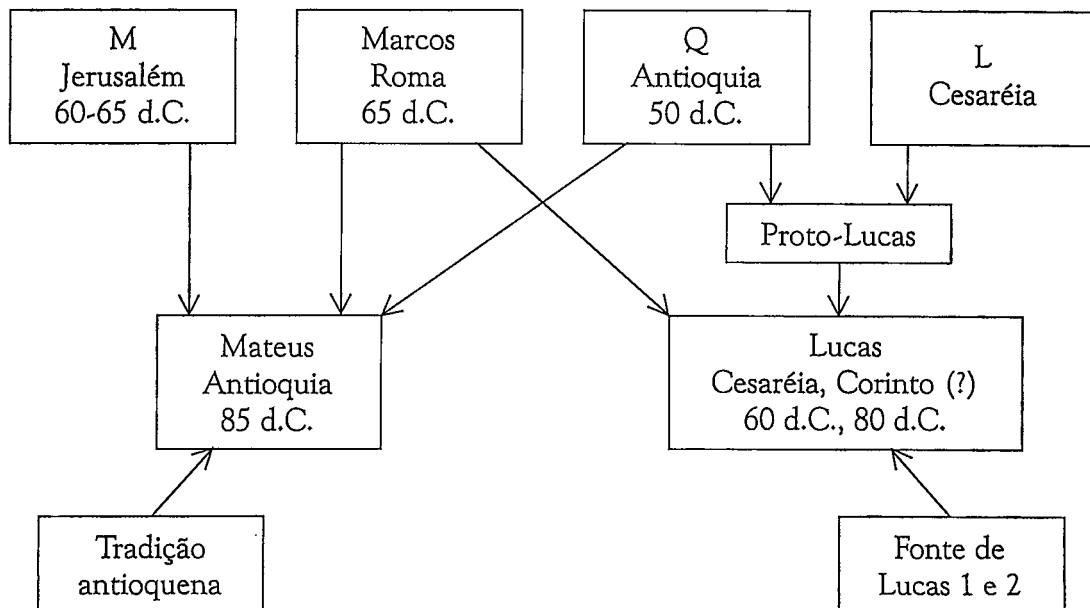 M
Jerusalém
60-65 d.C.
Marcos
Roma
65 d.C.
Q
Antioquia
50 d.C.
L
Cesaréia
Proto-Lucas
Mateus
Antioquia
85 d.C.
Lucas
Cesaréia, Corinto (?)
60 d.C., 80 d.C.
Tradição
antioquena
Fonte de
Lucas 1 e 2